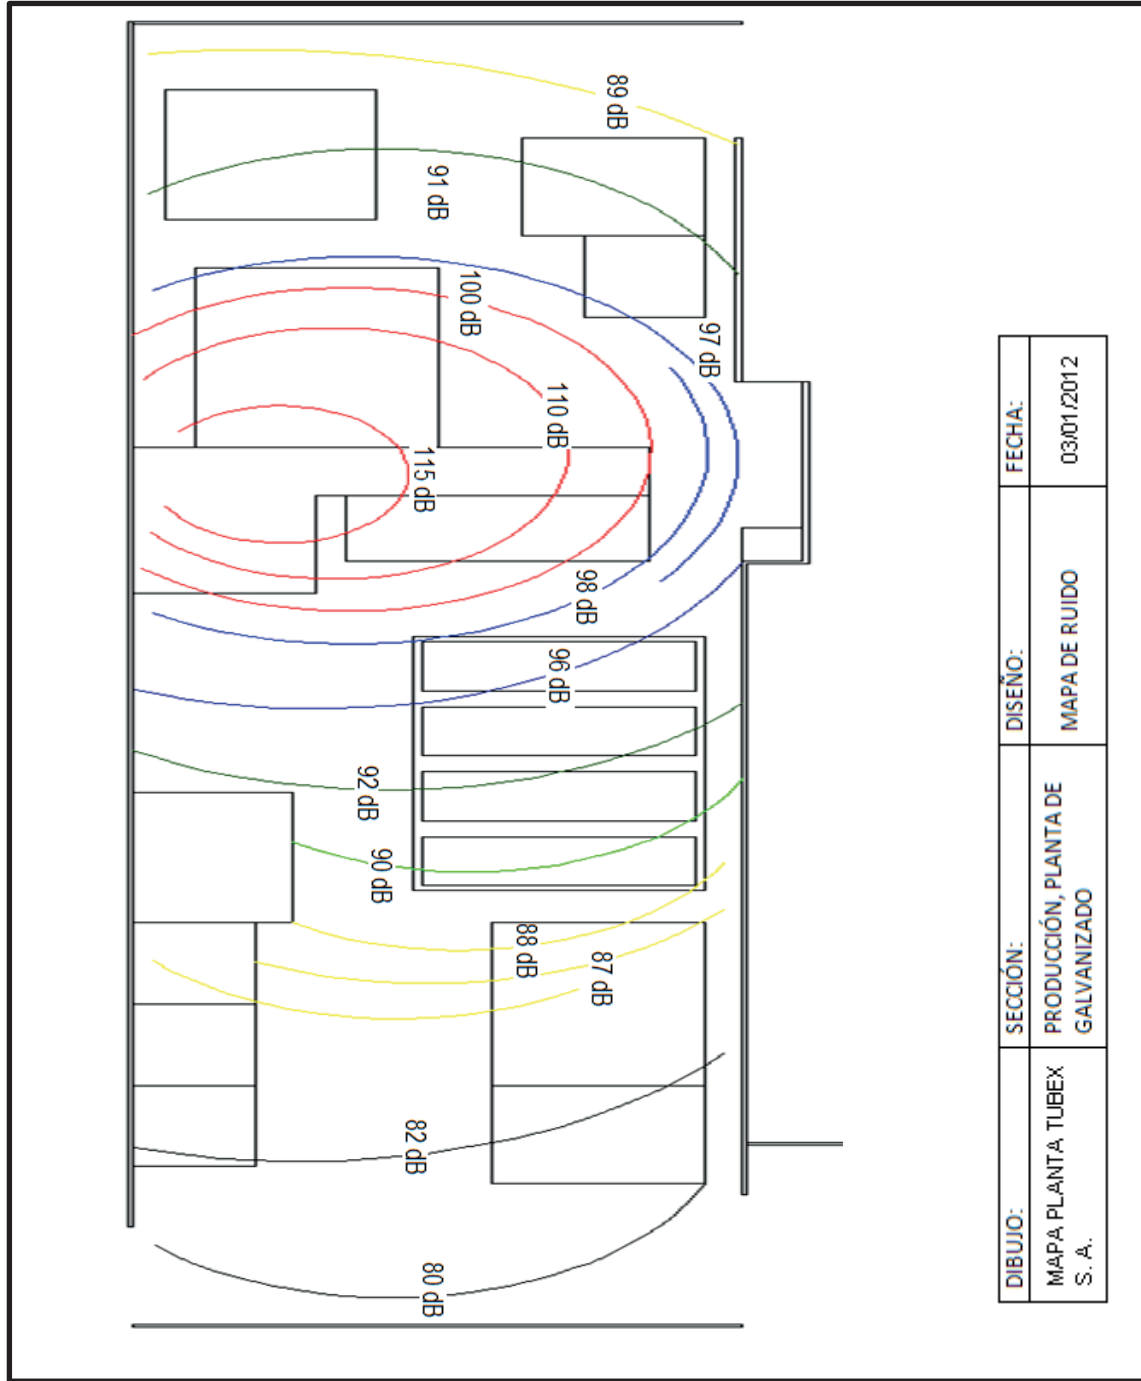 89 dB
91 dB
100 dB
97 dB
110 dB
115 dB
98 dB
96 dB
92 dB
90 dB
88 dB
87 dB
82 dB
80 dB
DIBUJO:
MAPA PLANTA TUBEX
S. A.
SECCIÓN:
PRODUCCIÓN, PLANTA DE
GALVANIZADO
DISEÑO:
MAPA DE RUIDO
FECHA:
03/01/2012